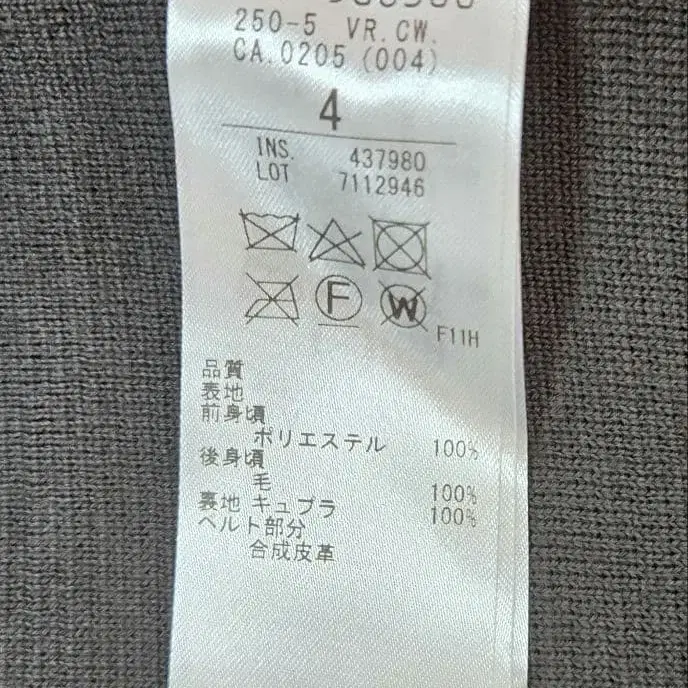 250-5 VR.CW.
CA.0205 (004)
4
INS. 437980
LOT 7112946
F
W
F11H
品質
表地
前身頃
ポリエステル 100%
後身頃
毛 100%
裏地 キュプラ 100%
ベルト部分
合成皮革